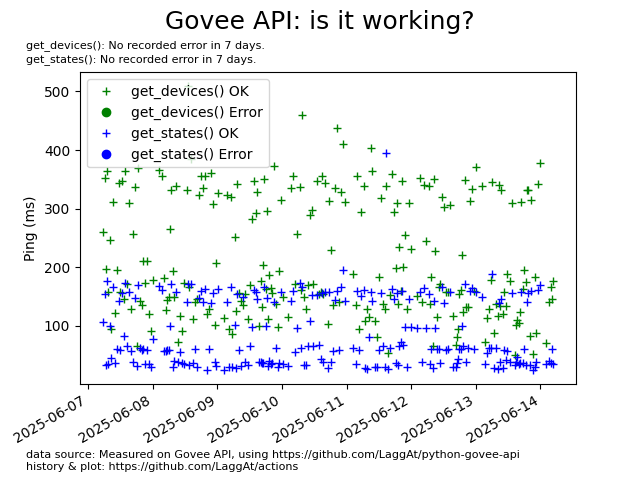 Govee API: is it working?
get_devices(): No recorded error in 7 days.
get_states(): No recorded error in 7 days.
get_devices() OK
get_devices() Error
get_states() OK
get_states() Error
Ping (ms)
500
400
300
200
100
2025-06-07
2025-06-08
2025-06-09
2025-06-10
2025-06-11
2025-06-12
2025-06-13
2025-06-14
data source: Measured on Govee API, using https://github.com/LaggAt/python-govee-api
history & plot: https://github.com/LaggAt/actions